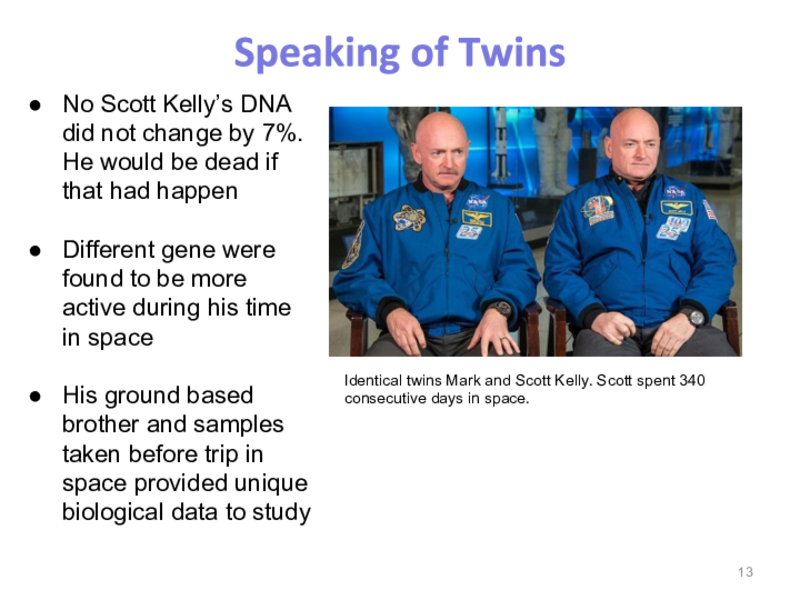 Speaking of Twins
● No Scott Kelly’s DNA
did not change by 7%.
He would be dead if
that had happen
● Different gene were
found to be more
active during his time
in space
● His ground based
brother and samples
taken before trip in
space provided unique
biological data to study
NASA
NASA
Identical twins Mark and Scott Kelly. Scott spent 340
consecutive days in space.
13